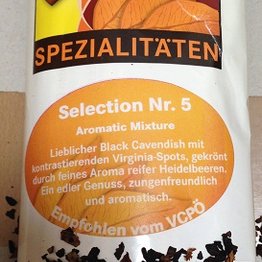 SPEZIALITÄTEN
Selection Nr. 5
Aromatic Mixture
Lieblicher Black Cavendish mit
kontrastierenden Virginia-Spots, gekrönt
durch feines Aroma reifer Heidelbeeren.
Ein edler Genuss, zungenfreundlich
und aromatisch.
Empfohlen vom VCPÖ